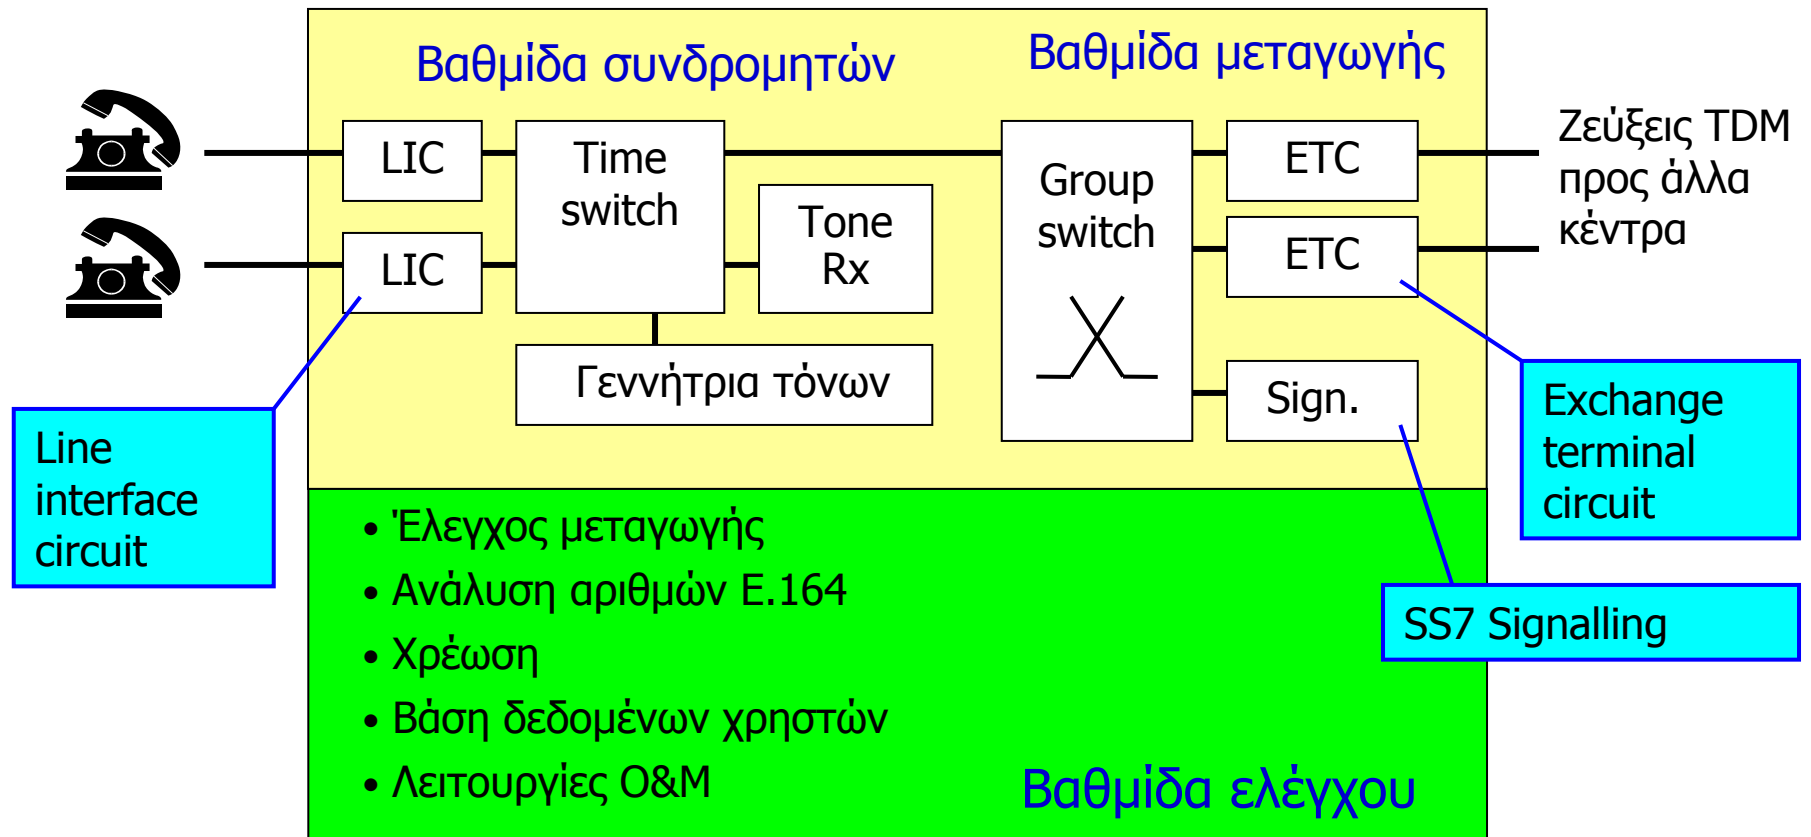 Βαθμίδα συνδρομητών
Βαθμίδα μεταγωγής
LIC
Time
switch
LIC
Tone
Rx
Γεννήτρια τόνων
Group
switch
ETC
ETC
Sign.
Ζεύξεις TDM
προς άλλα
κέντρα
Line
interface
circuit
Exchange
terminal
circuit
SS7 Signalling
• Έλεγχος μεταγωγής
• Ανάλυση αριθμών E.164
• Χρέωση
• Βάση δεδομένων χρηστών
• Λειτουργίες O&M
Βαθμίδα ελέγχου